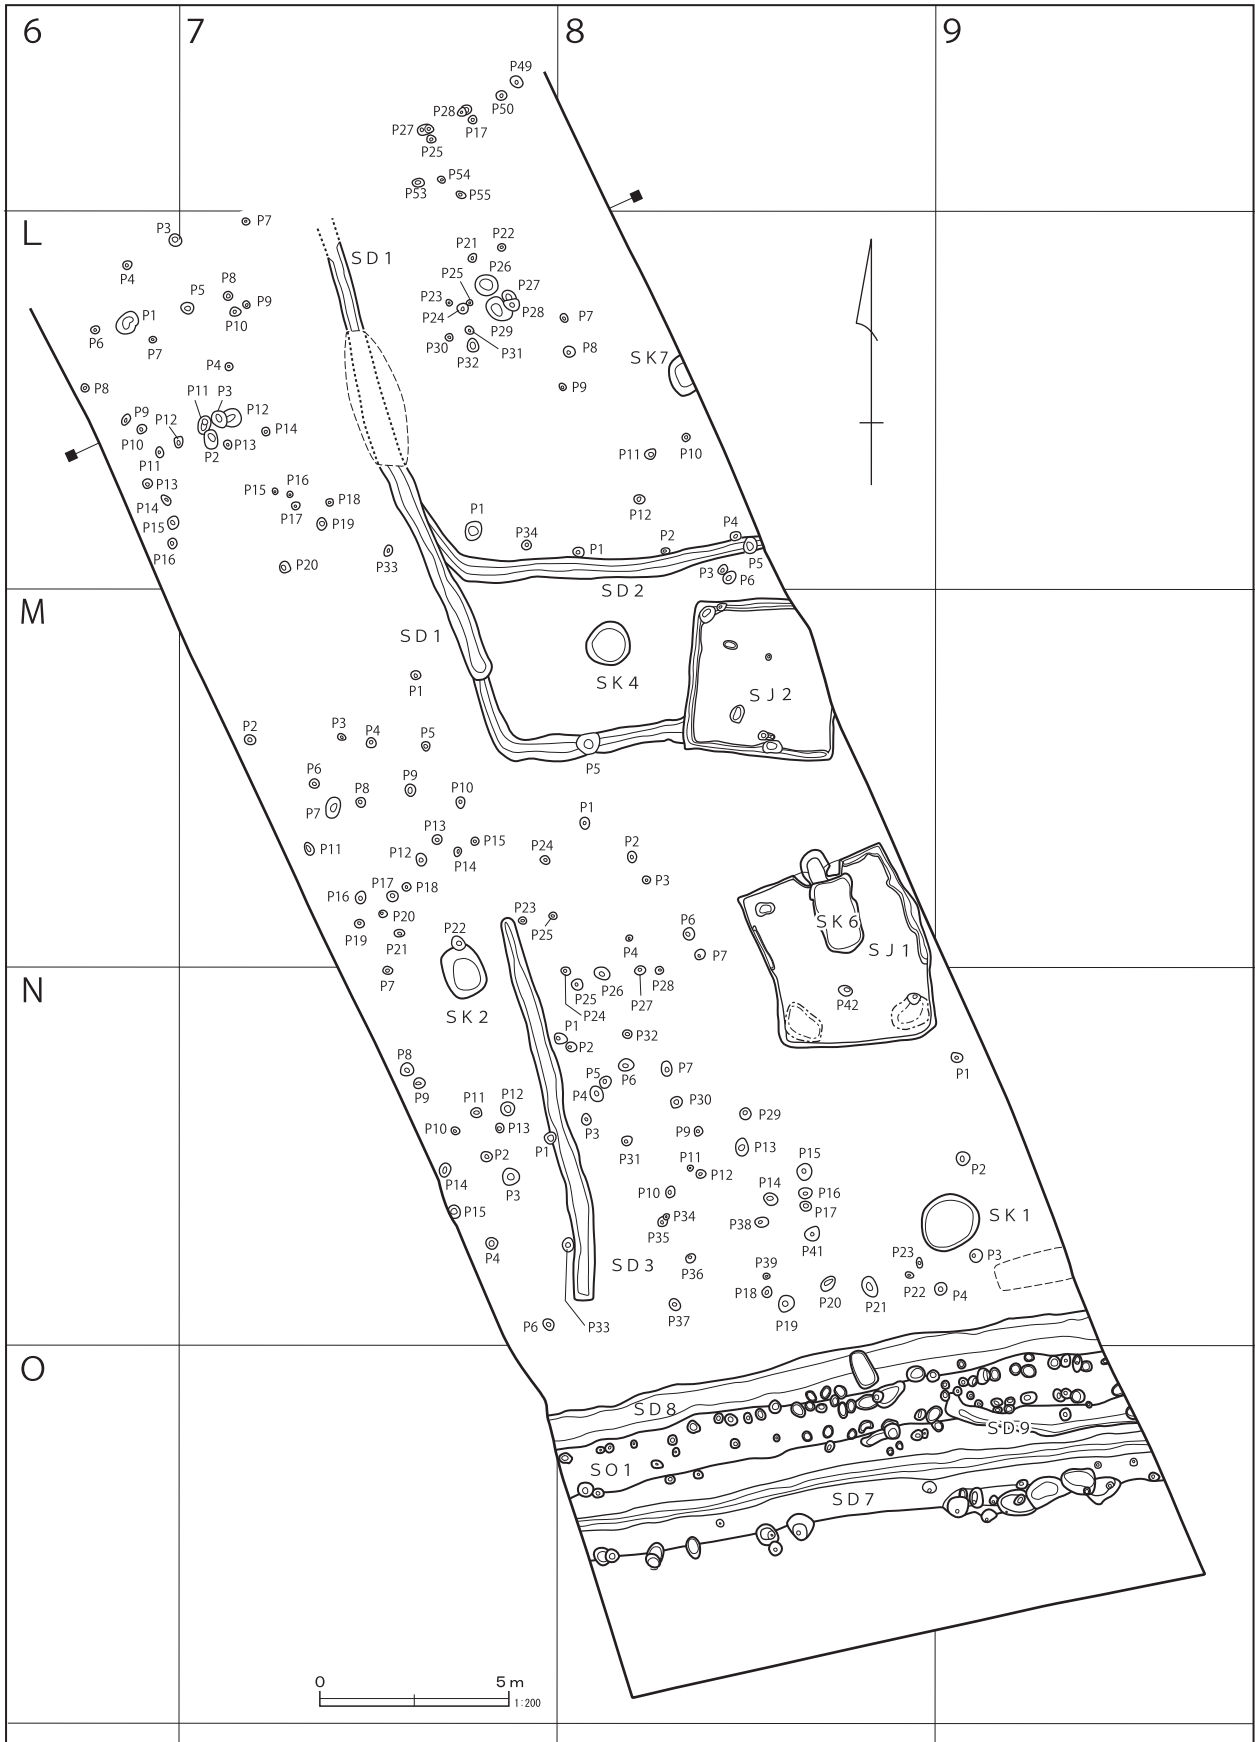 6 7 8 9
P49
P50
P28
P17
P27
P25
P54
P53 P55
L
P7
P3
SD1
P22
P21
P26
P4
P25
P8
P27
P5
P9
P23
P10
P24
P28
P1
P7
P29
P6
P7
P30
P31
P32
P8
SK7
P4
P8
P9
P11 P3
P9
P12
P12
P14
P10
P2
P13
P10
P11
P11
P13
P15
P16
P14
P18
P12
P17
P15
P19
P1
P4
P34
P16
P33
P1
P2
P5
P20
P3
P6
SD2
M
SD1
P1
SK4
SJ2
P2
P3
P4
P5
P5
P6
P9
P8
P10
P7
P1
P13
P15
P11
P12
P14
P24
P2
P17
P18
P3
P16
P20
P23
P6
SK6
P19
P21
P22
P25
P4
P7
SJ1
P7
P26
P28
N
P25
P27
P42
P24
SK2
P1
P32
P2
P8
P1
P5
P6
P7
P9
P4
P30
P11
P12
P29
P10
P13
P3
P9
P1
P31
P13
P2
P11
P15
P2
P12
P14
P3
P10
P14
P16
P15
P34
P17
SK1
P35
P38
P4
P41
P23
P3
SD3
P36
P39
P22
P18
P4
P20
P21
P6
P33
P37
P19
O
SD8
SD9
SO1
SD7
0 5m
1:200